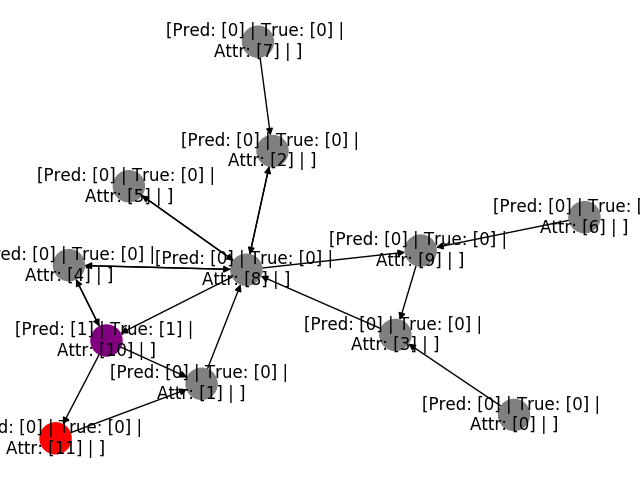 [Pred: [0] | True: [0] |
Attr: [7] | ]
[Pred: [0] | True: [0] |
Attr: [2] | ]
[Pred: [0] | True: [0] |
Attr: [5] | ]
[Pred: [0] | True: [0] |
Attr: [6] | ]
[Pred: [0] | True: [0] |
Attr: [9] | ]
red: [0] | True: [0] |
Attr: [4] | ]
[Pred: [0] | True: [0] |
Attr: [8] | ]
[Pred: [1] | True: [1] |
Attr: [10] | ]
[Pred: [0] | True: [0] |
Attr: [3] | ]
[Pred: [0] | True: [0] |
Attr: [1] | ]
[Pred: [0] | True: [0] |
Attr: [0] | ]
d: [0] | True: [0] |
Attr: [11] | ]